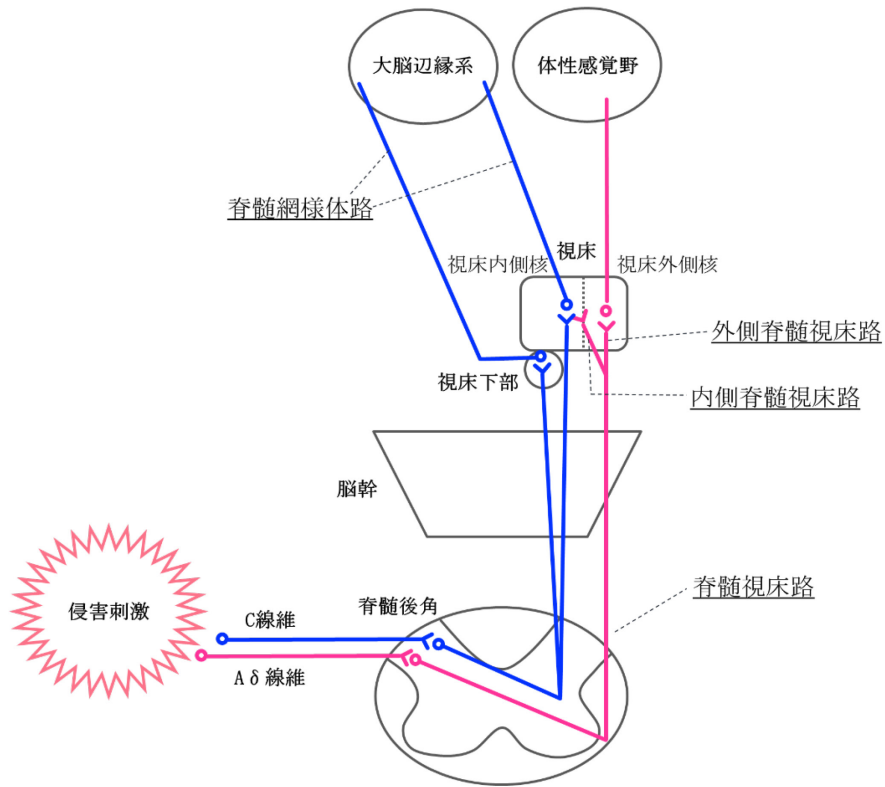 大脳辺縁系
体性感覚野
脊髄網様体路
視床
視床内側核
視床外側核
外側脊髄視床路
視床下部
内側脊髄視床路
脳幹
脊髄視床路
侵害刺激
C線維
脊髄後角
Aδ線維